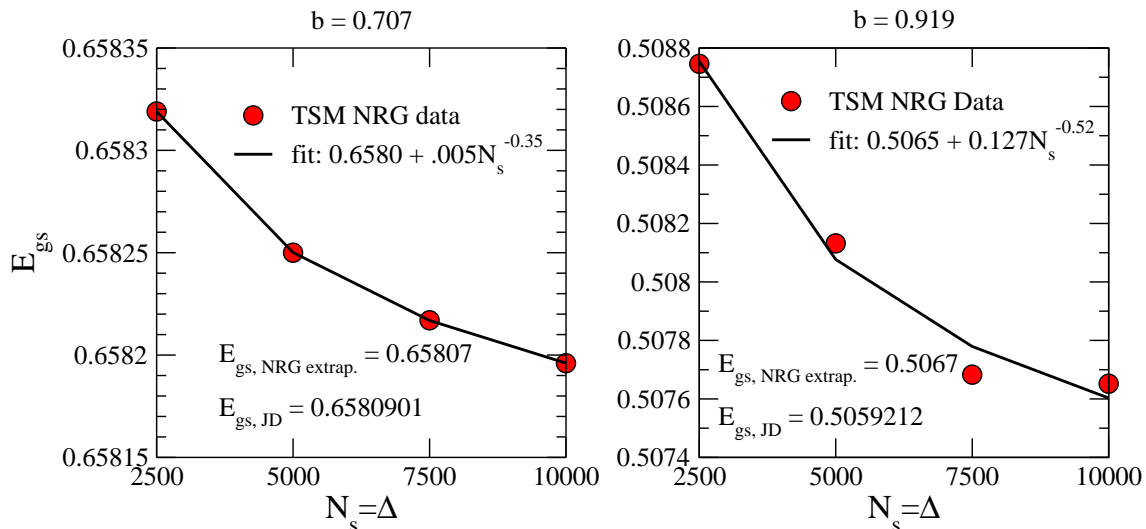 b = 0.707
0.65835
0.6583
0.65825
0.6582
0.65815
E_gs
TSM NRG data
fit: 0.6580 + .005N_s^-0.35
E_gs, NRG extrap. = 0.65807
E_gs, JD = 0.6580901
2500 5000 7500 10000
N_s=Δ
b = 0.919
0.5088
0.5086
0.5084
0.5082
0.508
0.5078
0.5076
0.5074
TSM NRG Data
fit: 0.5065 + 0.127N_s^-0.52
E_gs, NRG extrap. = 0.5067
E_gs, JD = 0.5059212
2500 5000 7500 10000
N_s=Δ